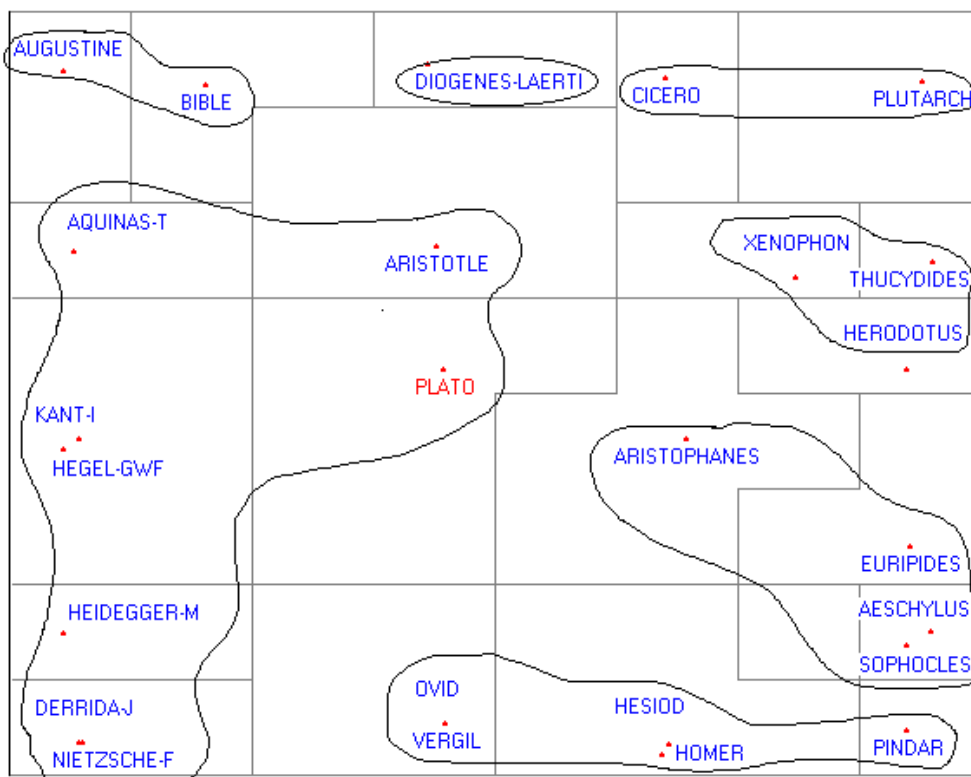 AUGUSTINE
BIBLE
DIOGENES-LAERTI
CICERO
PLUTARCH
AQUINAS-T
ARISTOTLE
XENOPHON
THUCYDIDES
HERODOTUS
PLATO
KANT-I
HEGEL-GWF
ARISTOPHANES
EURIPIDES
HEIDEGGER-M
AESCHYLUS
SOPHOCLES
DERRIDA-J
NIETZSCHE-F
OVID
VERGIL
HESIOD
HOMER
PINDAR